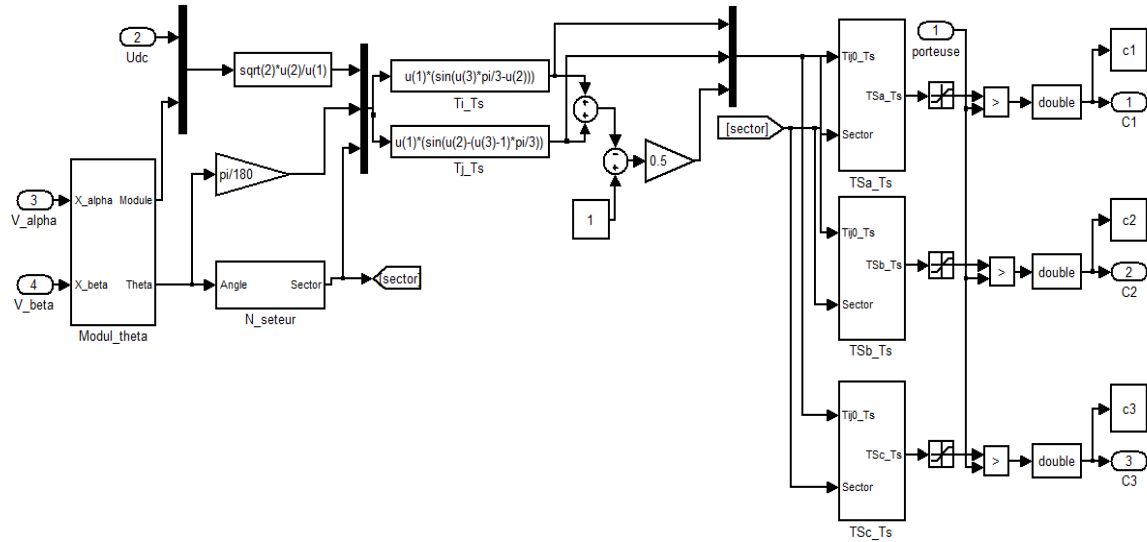 2
Udc
sqrt(2)*u(2)/u(1)
u(1)*(sin(u(3)*pi/3-u(2)))
Ti_Ts
u(1)*(sin(u(2)-(u(3)-1)*pi/3))
Tj_Ts
+
+
-
+
0.5
1
pi/180
3
V_alpha
4
V_beta
X_alpha
Module
X_beta
Theta
Modul_theta
Angle
Sector
N_seteur
[sector]
[sector]
1
porteuse
Tij0_Ts
TSa_Ts
Sector
TSa_Ts
>
double
c1
1
C1
Tij0_Ts
TSb_Ts
Sector
TSb_Ts
>
double
c2
2
C2
Tij0_Ts
TSc_Ts
Sector
TSc_Ts
>
double
c3
3
C3